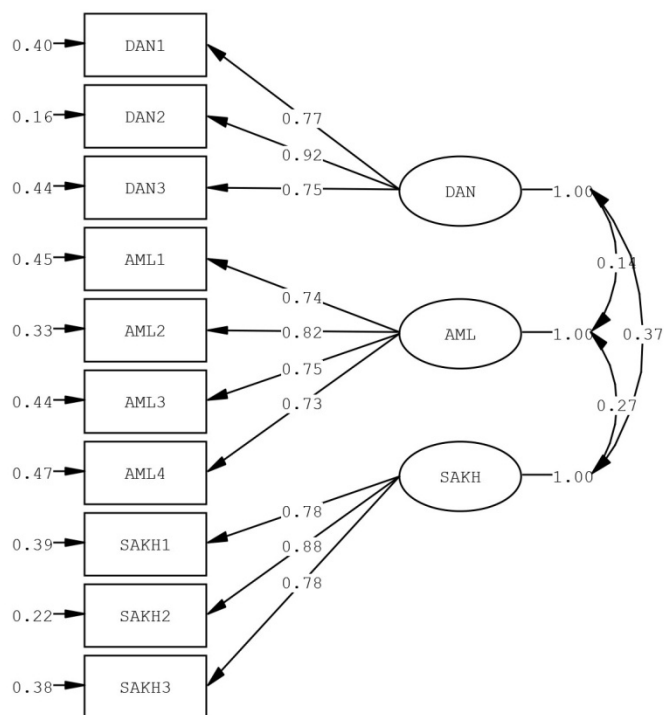 0.40 DAN1
0.77
0.16 DAN2
0.92
0.44 DAN3 0.75 DAN 1.00
0.45 AML1
0.14
0.74
0.33 AML2 0.82 AML 1.00 0.37
0.75
0.44 AML3
0.73
0.27
0.47 AML4
SAKH 1.00
0.78
0.39 SAKH1
0.88
0.78
0.22 SAKH2
0.38 SAKH3